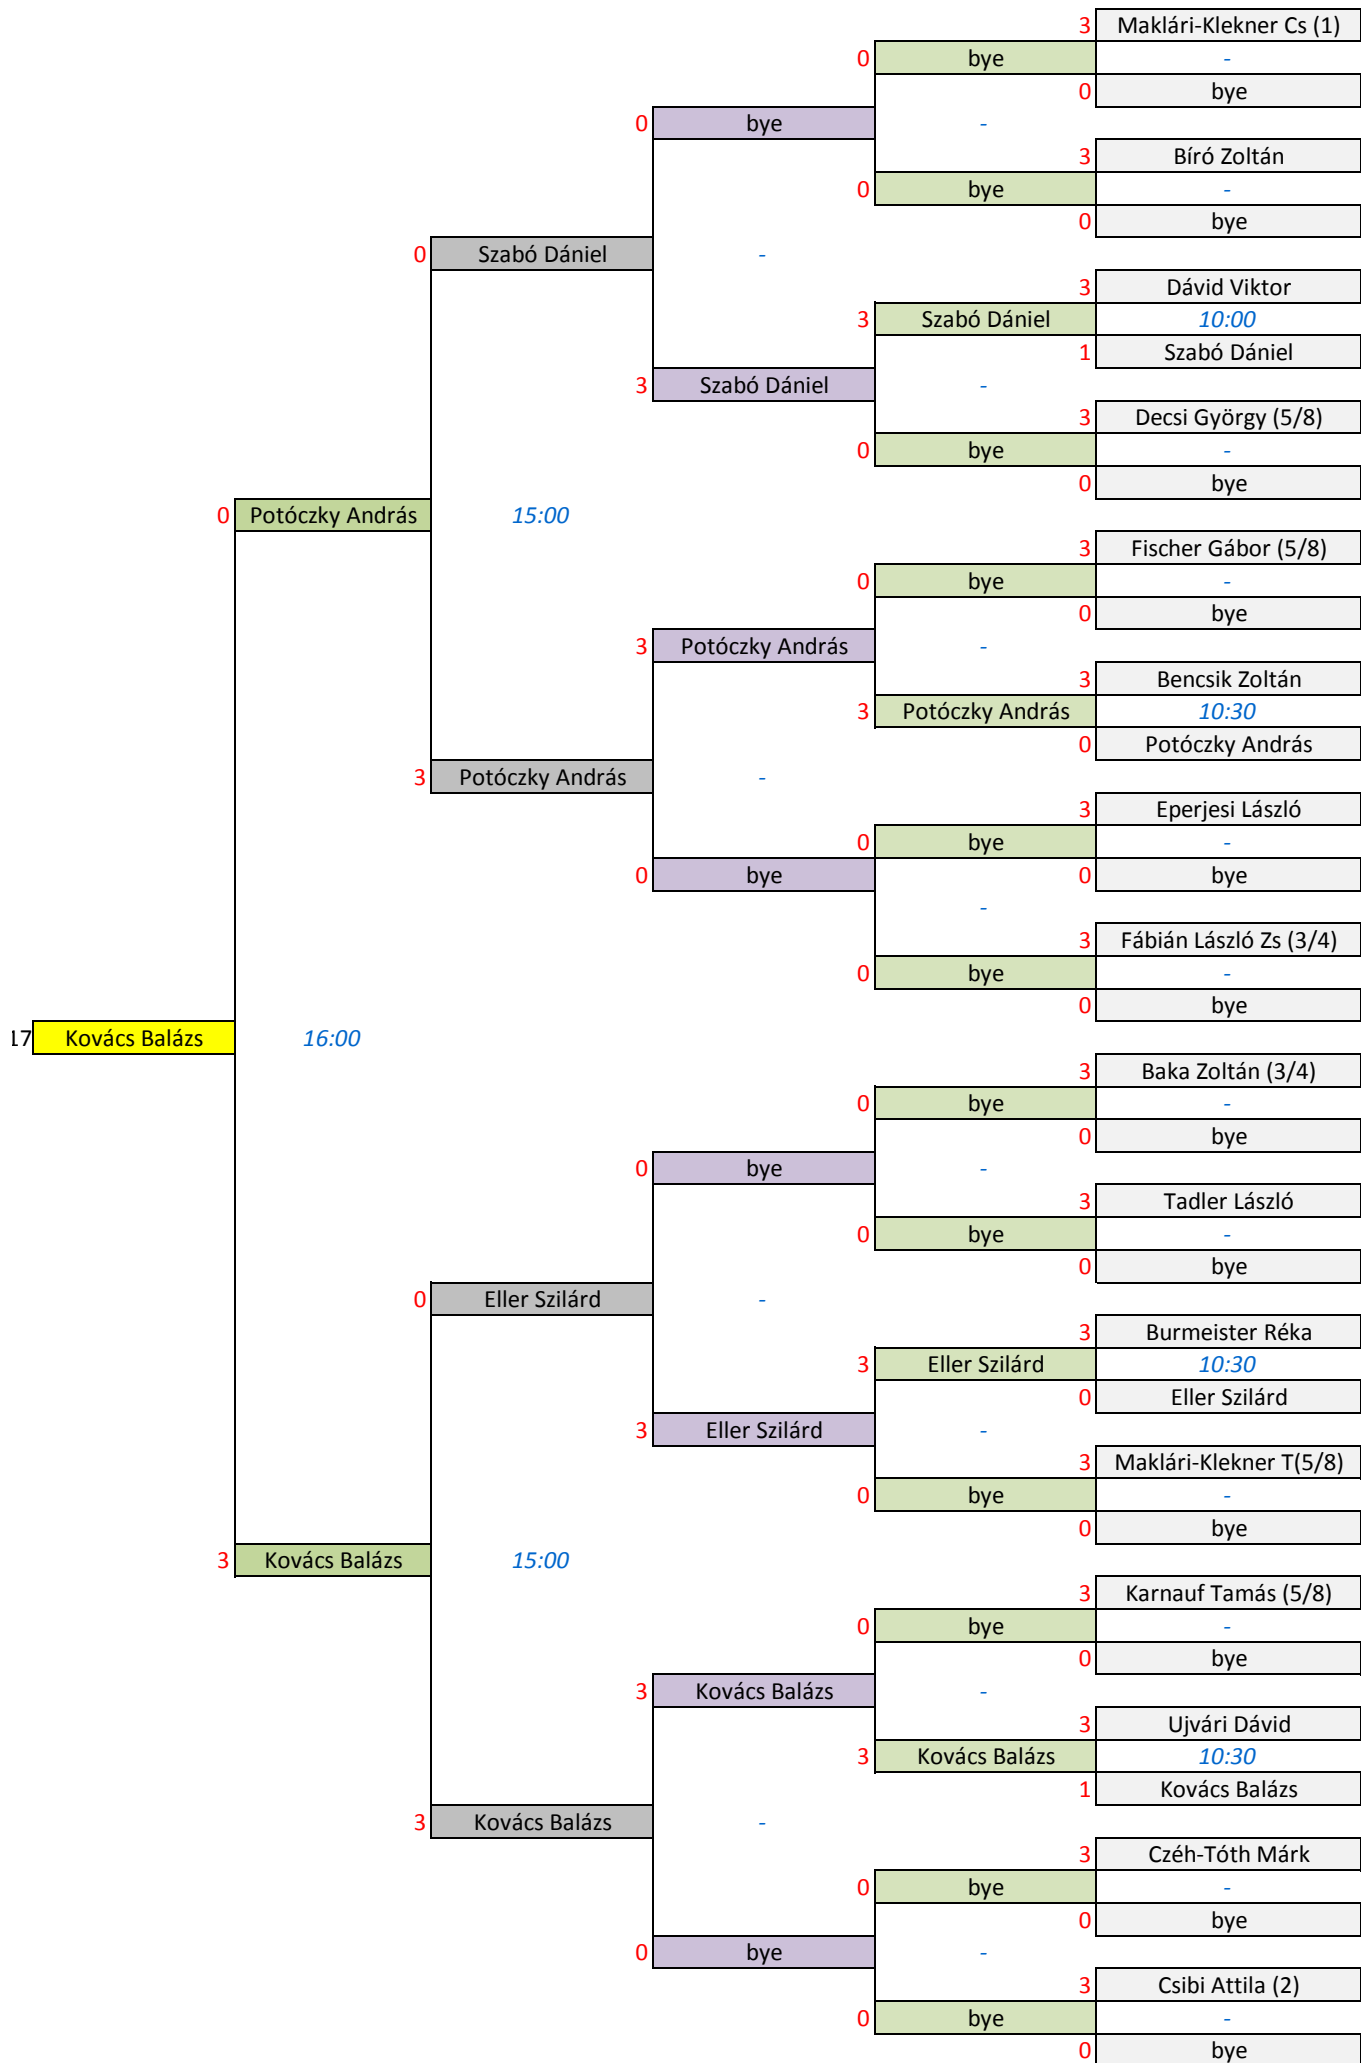 3 Maklári-Klekner Cs (1)
0 bye -
0 bye
0 bye -
3 Bíró Zoltán
0 bye -
0 bye
0 Szabó Dániel -
3 Dávid Viktor
3 Szabó Dániel 10:00
1 Szabó Dániel
3 Szabó Dániel -
3 Decsi György (5/8)
0 bye -
0 bye
0 Potóczky András 15:00
3 Fischer Gábor (5/8)
0 bye -
0 bye
3 Potóczky András -
3 Bencsik Zoltán
3 Potóczky András 10:30
0 Potóczky András
3 Potóczky András -
3 Eperjesi László
0 bye -
0 bye 0 bye
-
3 Fábián László Zs (3/4)
0 bye -
0 bye
17 Kovács Balázs 16:00
3 Baka Zoltán (3/4)
0 bye -
0 bye
0 bye -
3 Tadler László
0 bye -
0 bye
0 Eller Szilárd -
3 Burmeister Réka
3 Eller Szilárd 10:30
0 Eller Szilárd
3 Eller Szilárd -
3 Maklári-Klekner T(5/8)
0 bye -
0 bye
3 Kovács Balázs 15:00
3 Karnauf Tamás (5/8)
0 bye -
0 bye
3 Kovács Balázs -
3 Ujvári Dávid
3 Kovács Balázs 10:30
1 Kovács Balázs
3 Kovács Balázs -
3 Czéh-Tóth Márk
0 bye -
0 bye
0 bye -
3 Csibi Attila (2)
0 bye -
0 bye